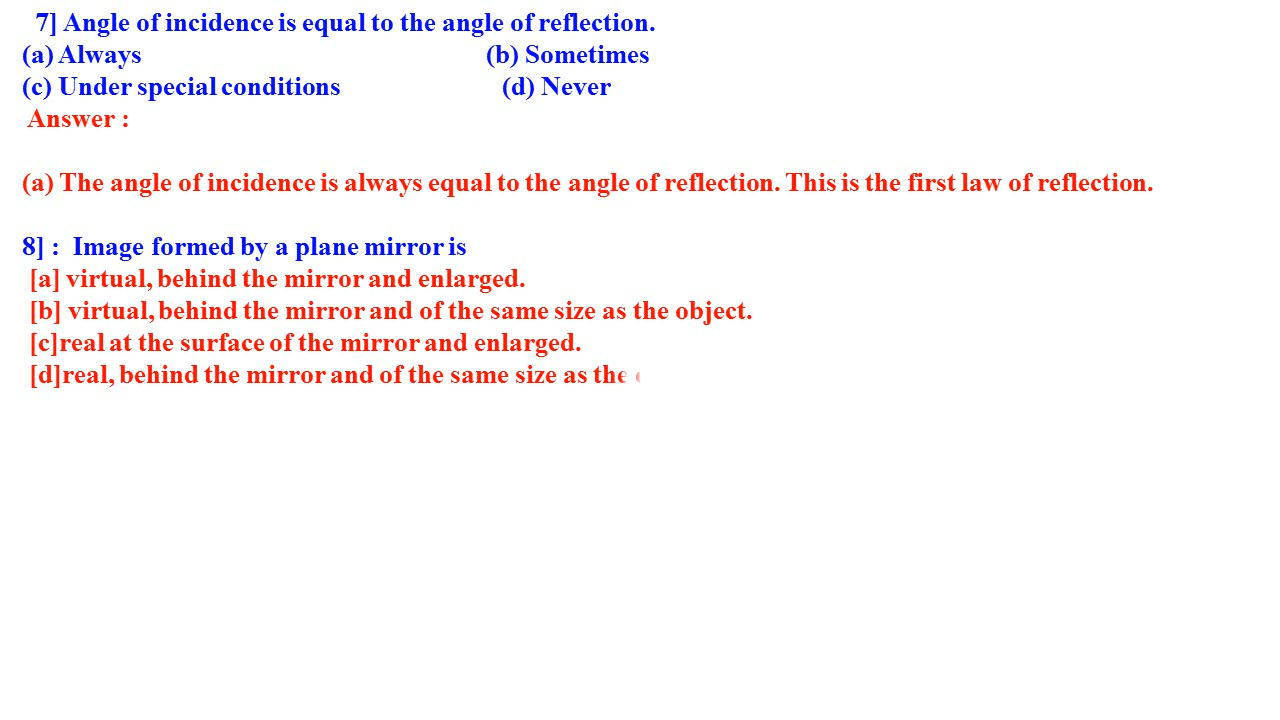 7] Angle of incidence is equal to the angle of reflection.
(a) Always (b) Sometimes
(c) Under special conditions (d) Never
Answer :
(a) The angle of incidence is always equal to the angle of reflection. This is the first law of reflection.
8] : Image formed by a plane mirror is
[a] virtual, behind the mirror and enlarged.
[b] virtual, behind the mirror and of the same size as the object.
[c]real at the surface of the mirror and enlarged.
[d]real, behind the mirror and of the same size as the